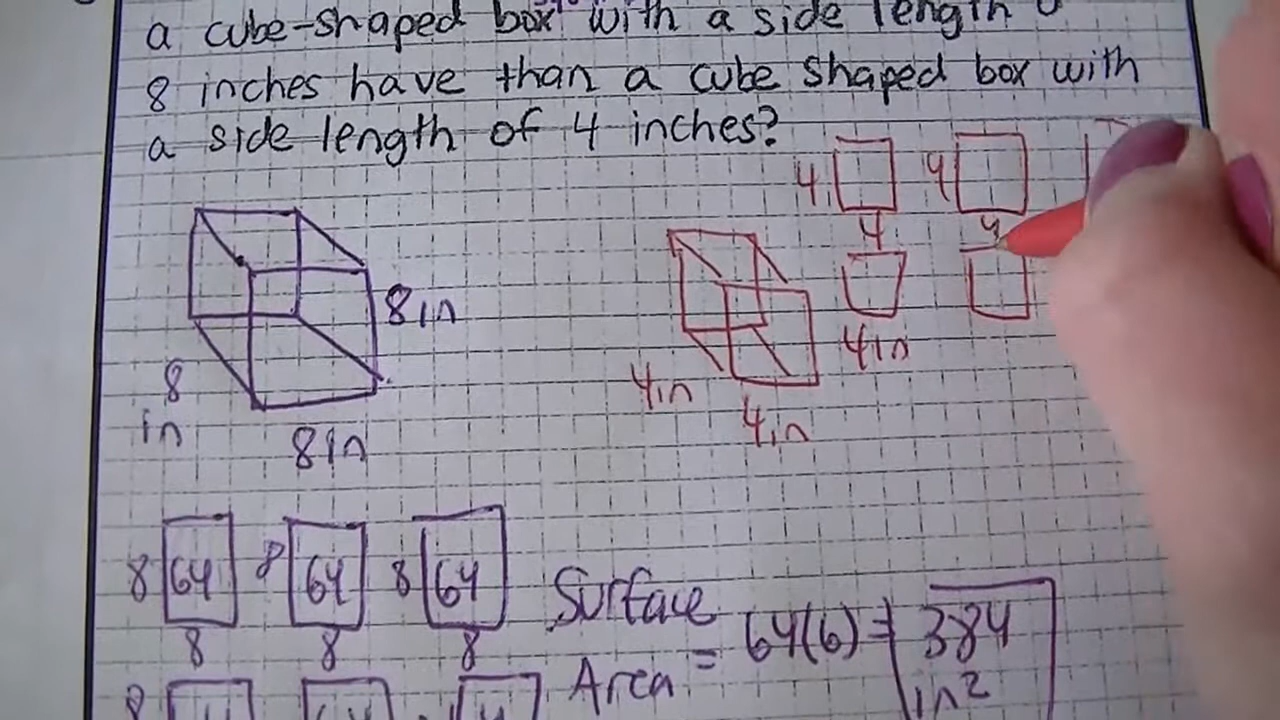 a cube-shaped box with a side length
8 inches have than a cube shaped box with
a side length of 4 inches?
4 4
4 4
8in
4in
8
in
4in
4in
8in
8 64 8 64 8 64
8 8 8
Surface
Area = 64(6) = 384
in²
8